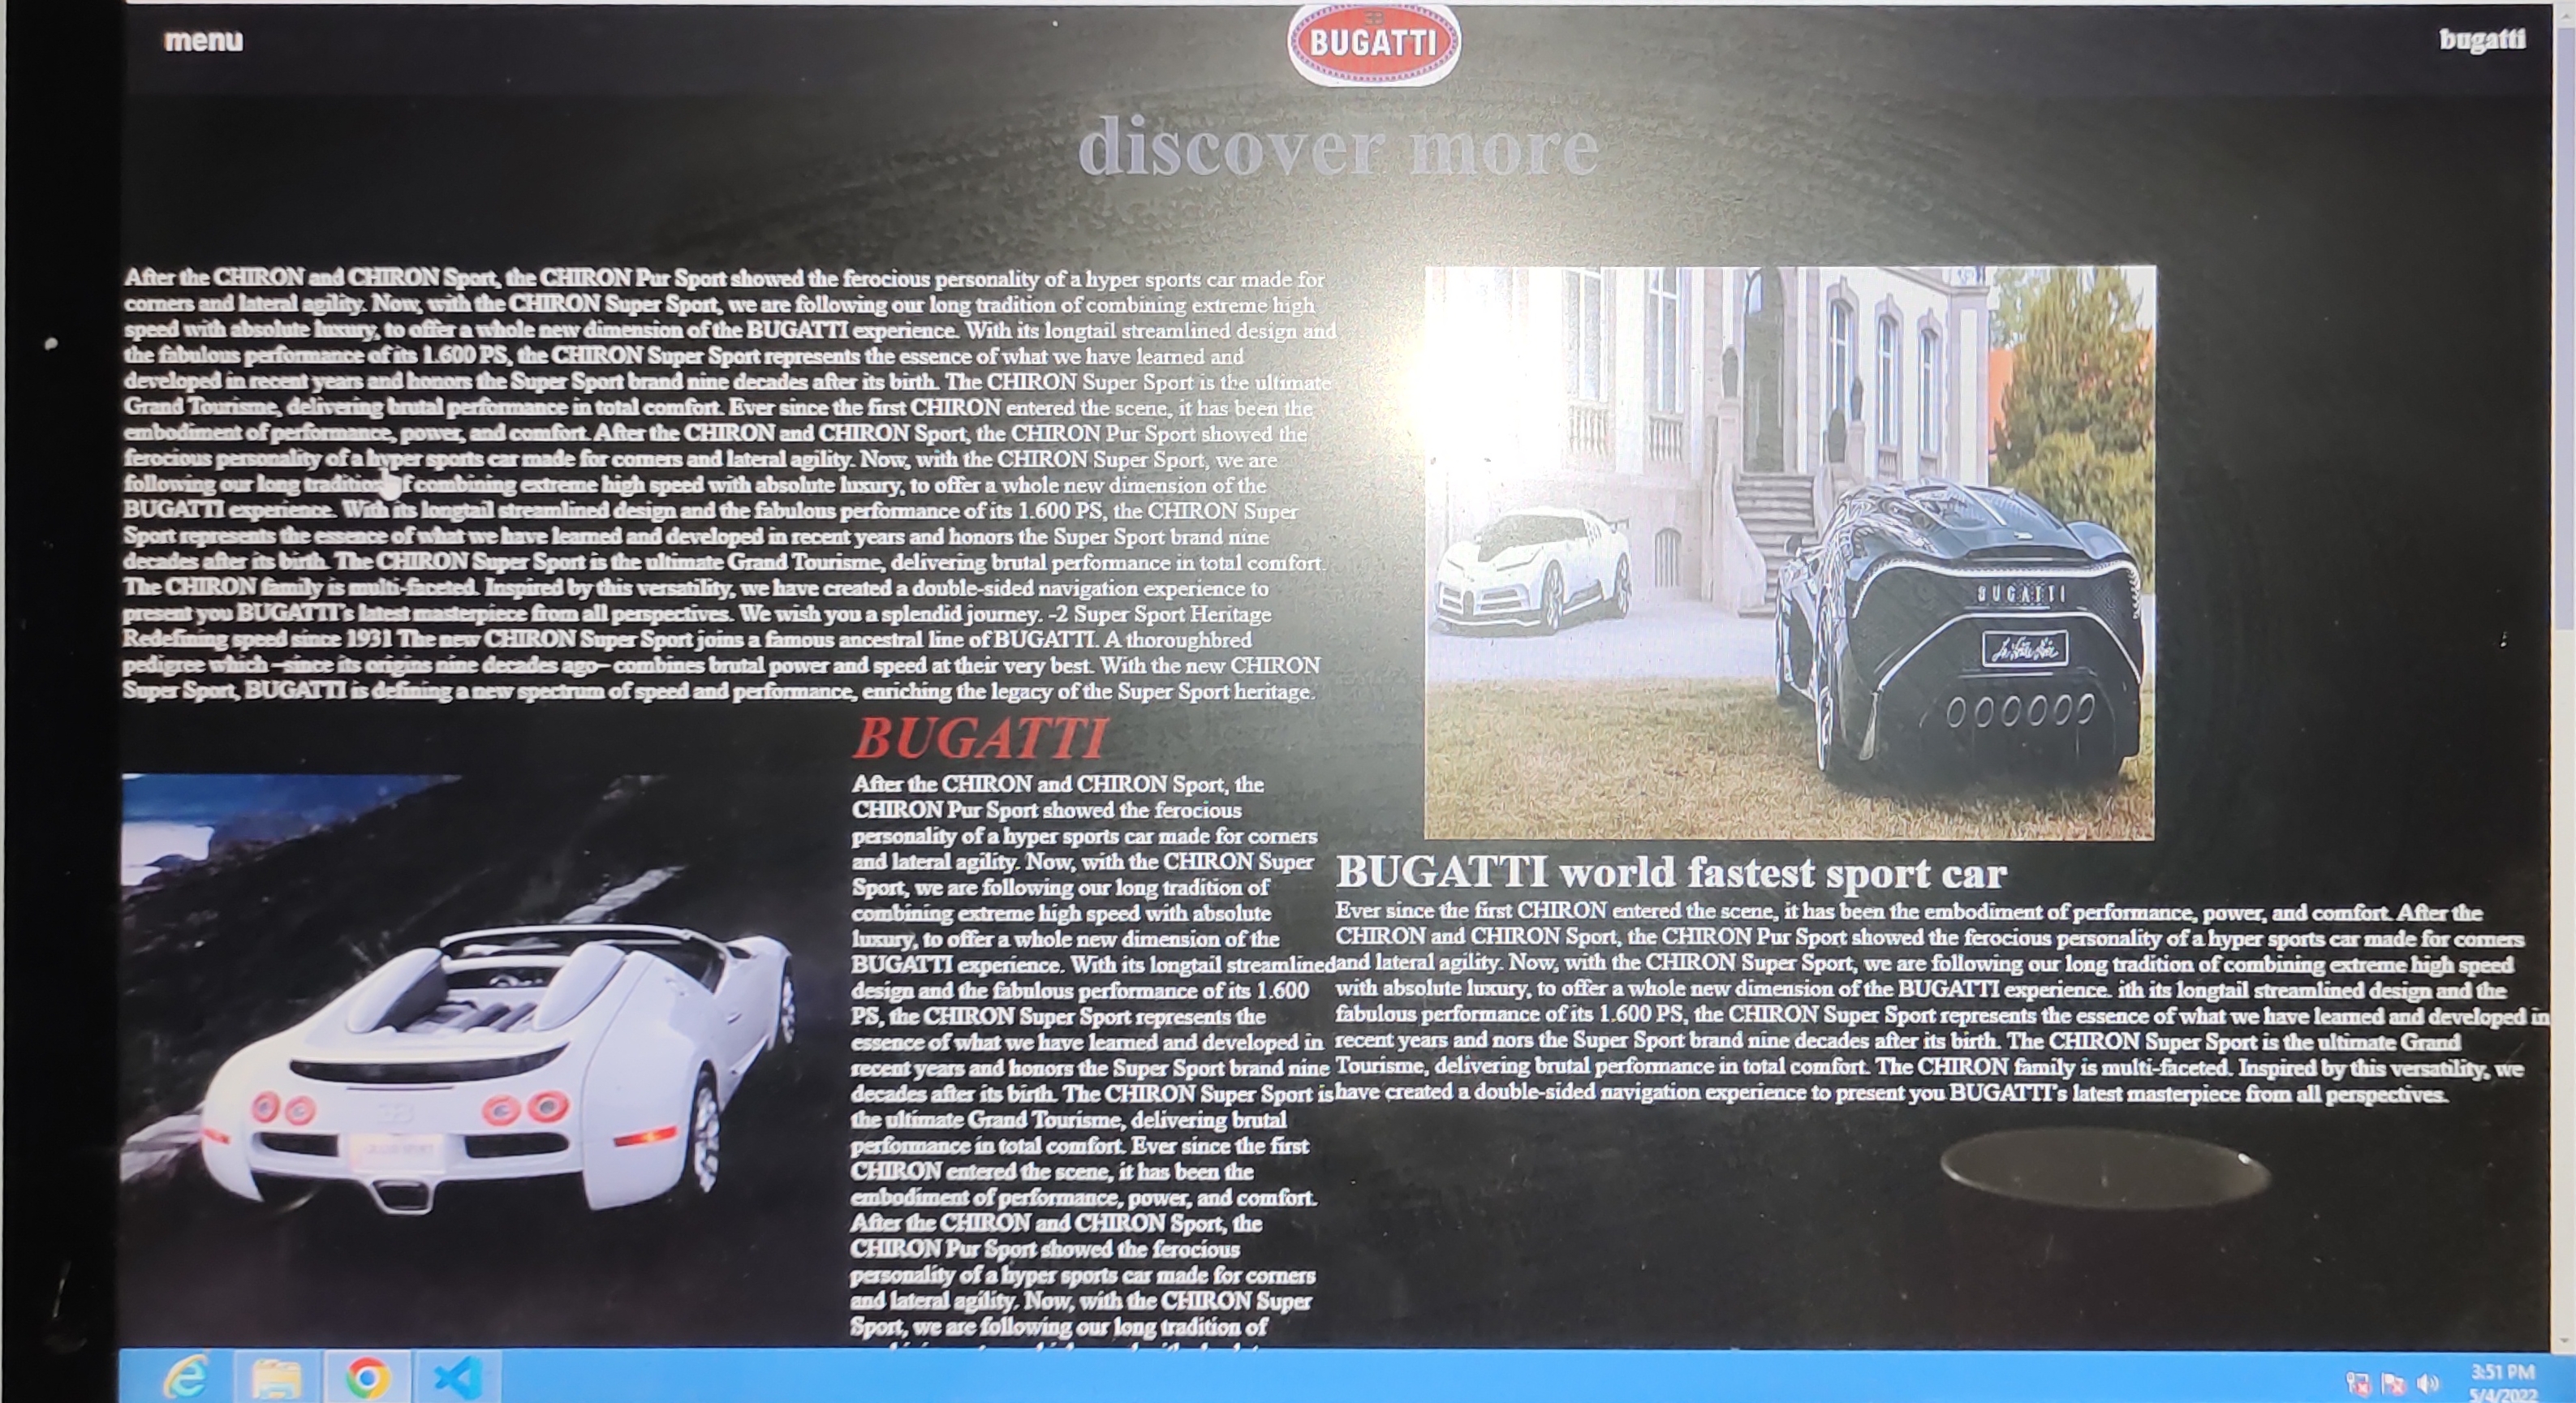 menu
BUGATTI
bugatti
discover more
After the CHIRON and CHIRON Sport, the CHIRON Pur Sport showed the ferocious personality of a hyper sports car made for
corners and lateral agility. Now, with the CHIRON Super Sport, we are following our long tradition of combining extreme high
speed with absolute luxury, to offer a whole new dimension of the BUGATTI experience. With its longtail streamlined design and
the fabulous performance of its 1.600 PS, the CHIRON Super Sport represents the essence of what we have learned and
developed in recent years and honors the Super Sport brand nine decades after its birth. The CHIRON Super Sport is the ultimate
Grand Tourisme, delivering brutal performance in total comfort. Ever since the first CHIRON entered the scene, it has been the
embodiment of performance, power, and comfort. After the CHIRON and CHIRON Sport, the CHIRON Pur Sport showed the
ferocious personality of a hyper sports car made for corners and lateral agility. Now, with the CHIRON Super Sport, we are
following our long tradition of combining extreme high speed with absolute luxury, to offer a whole new dimension of the
BUGATTI experience. With its longtail streamlined design and the fabulous performance of its 1.600 PS, the CHIRON Super
Sport represents the essence of what we have learned and developed in recent years and honors the Super Sport brand nine
decades after its birth. The CHIRON Super Sport is the ultimate Grand Tourisme, delivering brutal performance in total comfort.
The CHIRON family is multi-faceted. Inspired by this versatility, we have created a double-sided navigation experience to
present you BUGATTI's latest masterpiece from all perspectives. We wish you a splendid journey. -2 Super Sport Heritage
Redefining speed since 1931 The new CHIRON Super Sport joins a famous ancestral line of BUGATTI. A thoroughbred
pedigree which –since its origins nine decades ago– combines brutal power and speed at their very best. With the new CHIRON
Super Sport, BUGATTI is defining a new spectrum of speed and performance, enriching the legacy of the Super Sport heritage.
BUGATTI
After the CHIRON and CHIRON Sport, the
CHIRON Pur Sport showed the ferocious
personality of a hyper sports car made for corners
and lateral agility. Now, with the CHIRON Super
Sport, we are following our long tradition of
combining extreme high speed with absolute
luxury, to offer a whole new dimension of the
BUGATTI experience. With its longtail streamlined
design and the fabulous performance of its 1.600
PS, the CHIRON Super Sport represents the
essence of what we have learned and developed in
recent years and honors the Super Sport brand nine
decades after its birth. The CHIRON Super Sport is
the ultimate Grand Tourisme, delivering brutal
performance in total comfort. Ever since the first
CHIRON entered the scene, it has been the
embodiment of performance, power, and comfort.
After the CHIRON and CHIRON Sport, the
CHIRON Pur Sport showed the ferocious
personality of a hyper sports car made for corners
and lateral agility. Now, with the CHIRON Super
Sport, we are following our long tradition of
BUGATTI
BUGATTI world fastest sport car
Ever since the first CHIRON entered the scene, it has been the embodiment of performance, power, and comfort. After the
CHIRON and CHIRON Sport, the CHIRON Pur Sport showed the ferocious personality of a hyper sports car made for corners
and lateral agility. Now, with the CHIRON Super Sport, we are following our long tradition of combining extreme high speed
with absolute luxury, to offer a whole new dimension of the BUGATTI experience. ith its longtail streamlined design and the
fabulous performance of its 1.600 PS, the CHIRON Super Sport represents the essence of what we have learned and developed in
recent years and nors the Super Sport brand nine decades after its birth. The CHIRON Super Sport is the ultimate Grand
Tourisme, delivering brutal performance in total comfort. The CHIRON family is multi-faceted. Inspired by this versatility, we
have created a double-sided navigation experience to present you BUGATTI's latest masterpiece from all perspectives.
3:51 PM
5/4/2022